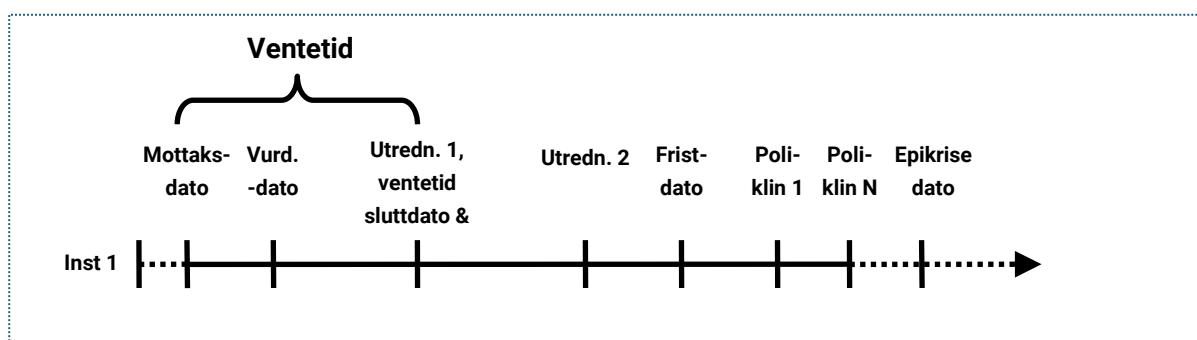 Ventetid
Mottaks-
dato
Vurd.
-dato
Utredn. 1,
ventetid
sluttdato &
Utredn. 2
Frist-
dato
Poli-
klin 1
Poli-
klin N
Epikrise
dato
Inst 1